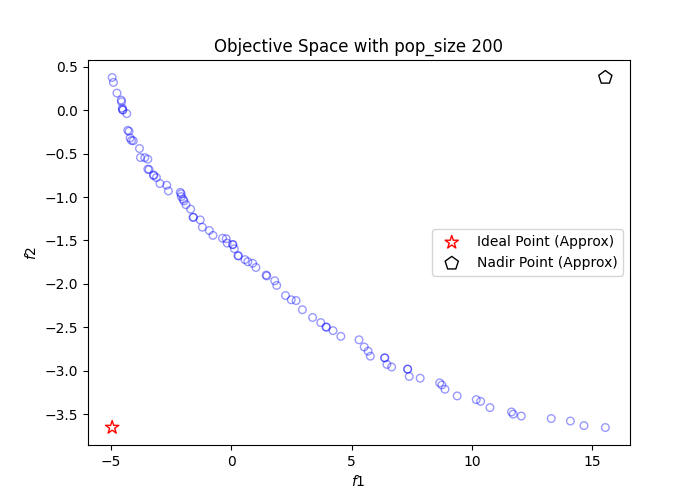 Objective Space with pop_size 200
0.5
0.0
−0.5
−1.0
−1.5
−2.0
−2.5
−3.0
−3.5
f2
Ideal Point (Approx)
Nadir Point (Approx)
−5 0 5 10 15
f1